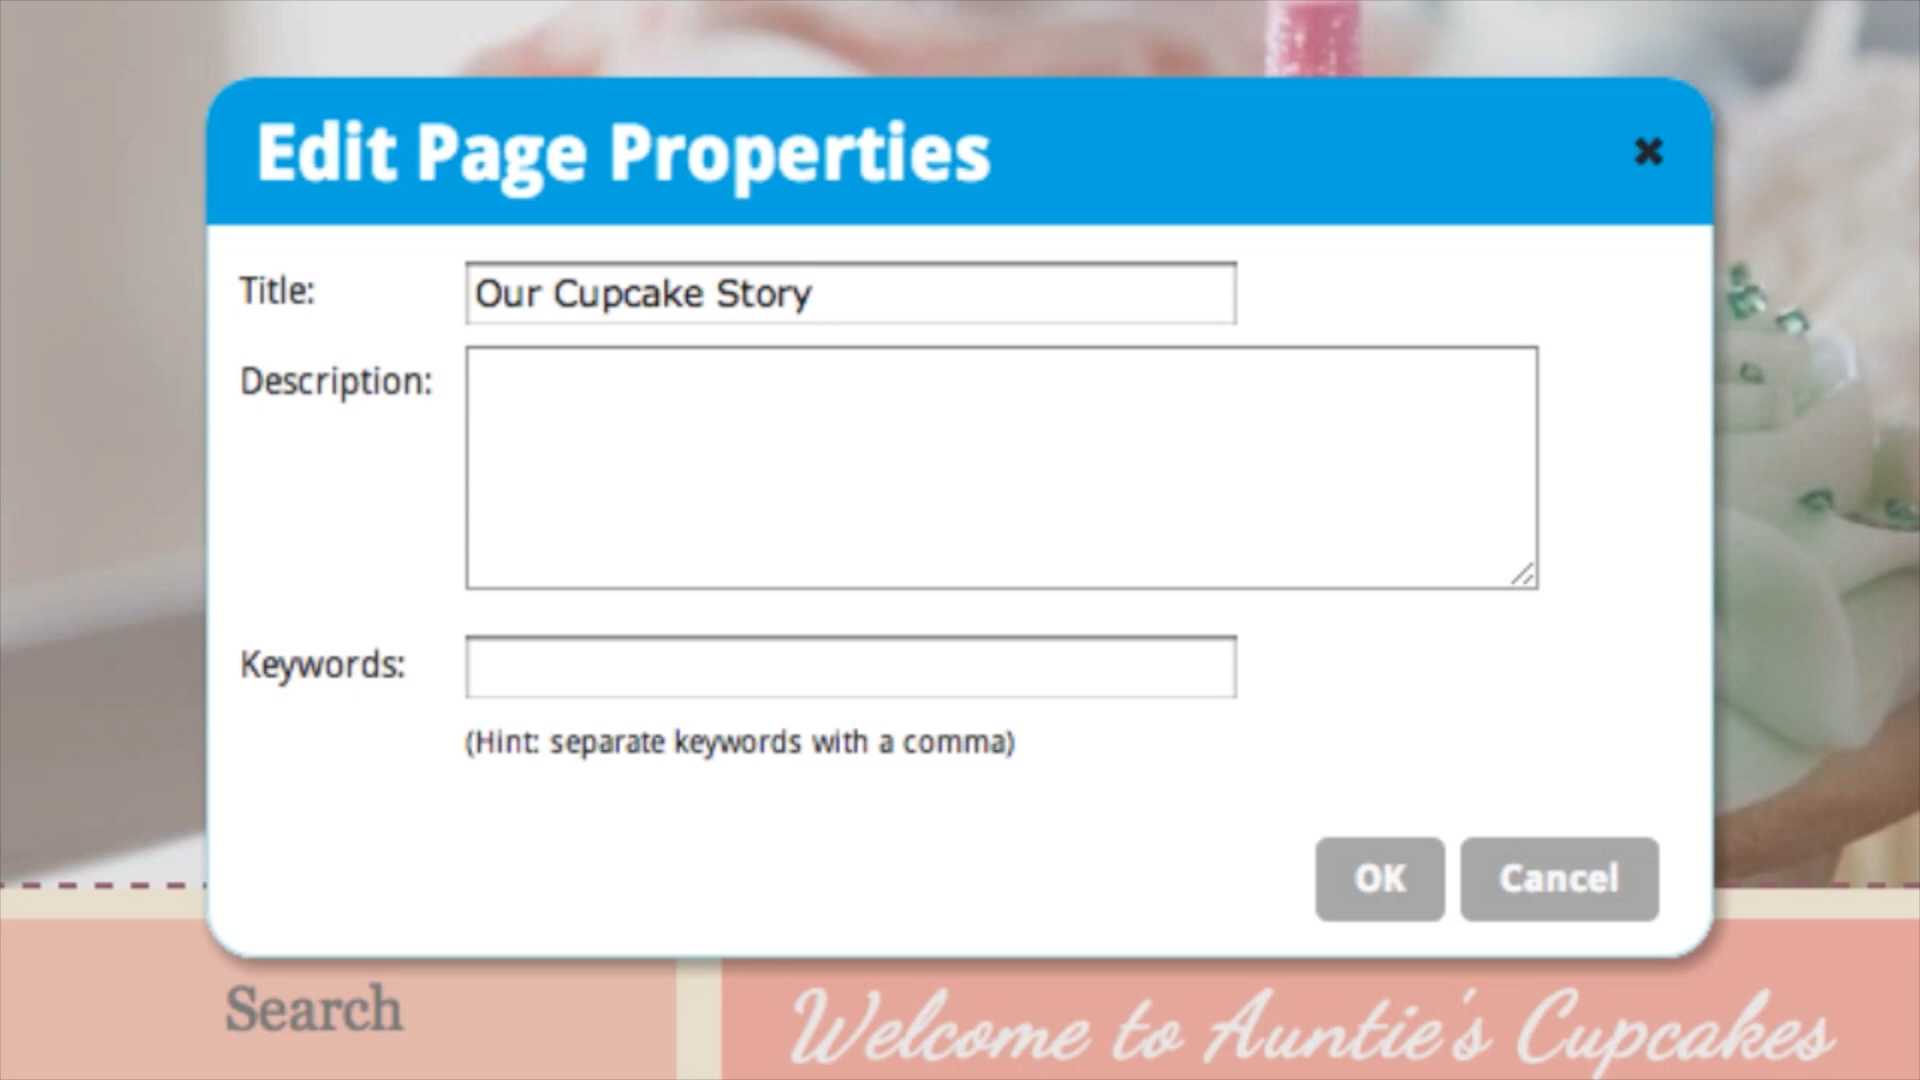 Edit Page Properties
Title:
Our Cupcake Story
Description:
Keywords:
(Hint: separate keywords with a comma)
OK
Cancel
Search
Welcome to Auntie's Cupcakes